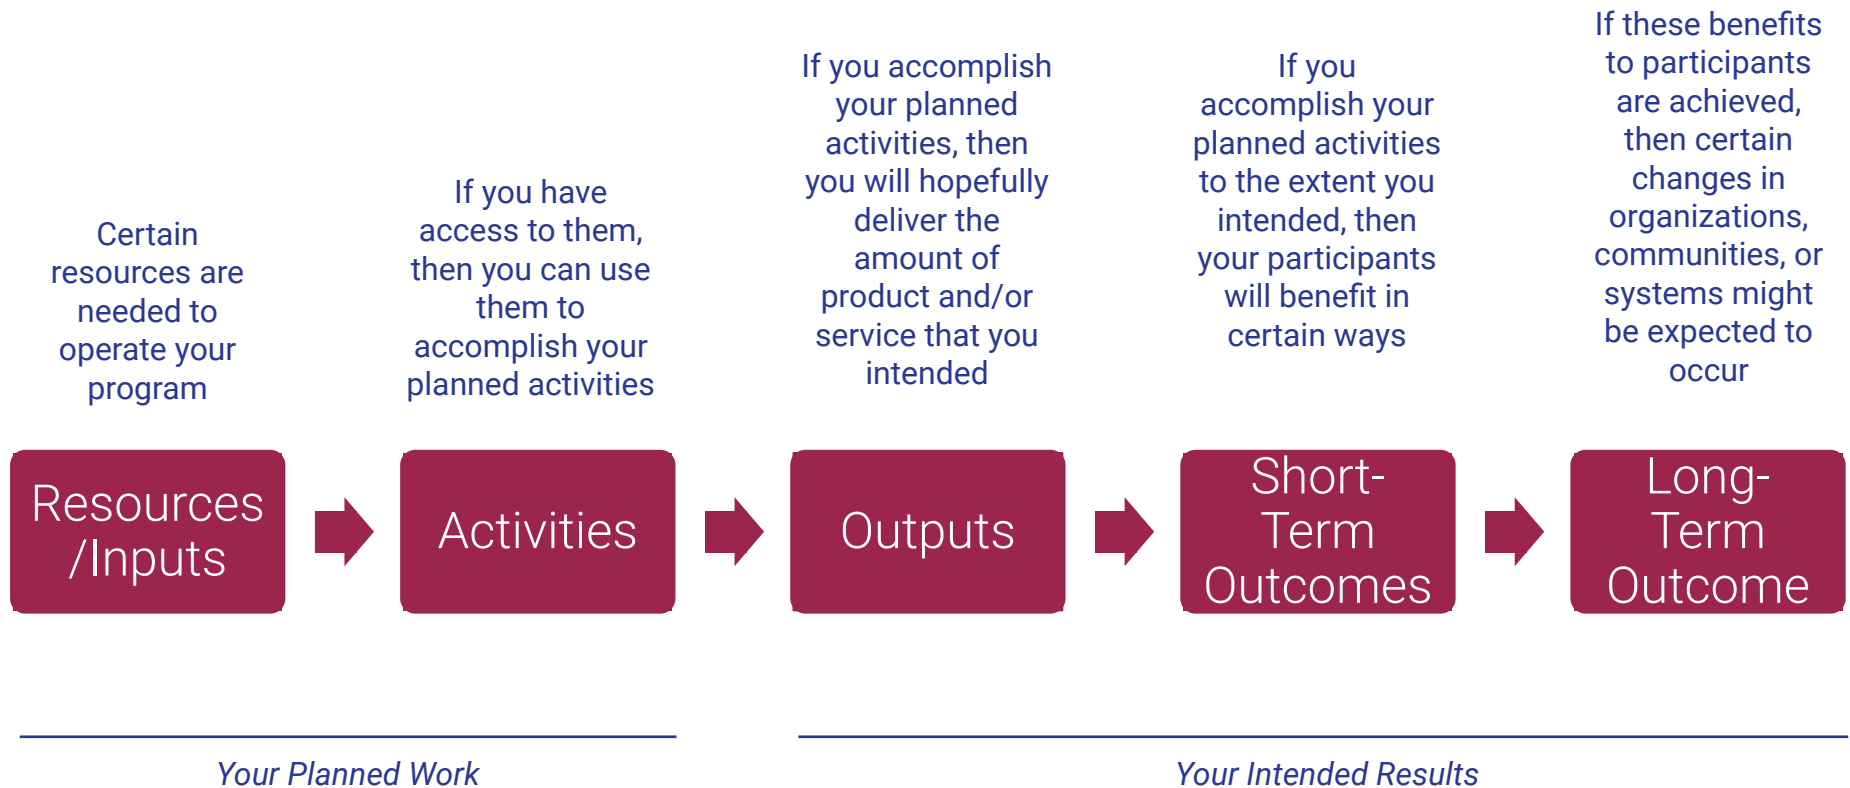 Certain
resources are
needed to
operate your
program
If you have
access to them,
then you can use
them to
accomplish your
planned activities
If you accomplish
your planned
activities, then
you will hopefully
deliver the
amount of
product and/or
service that you
intended
If you
accomplish your
planned activities
to the extent you
intended, then
your participants
will benefit in
certain ways
If these benefits
to participants
are achieved,
then certain
changes in
organizations,
communities, or
systems might
be expected to
occur
Resources
/Inputs
Activities
Outputs
Short-
Term
Outcomes
Long-
Term
Outcome
Your Planned Work
Your Intended Results